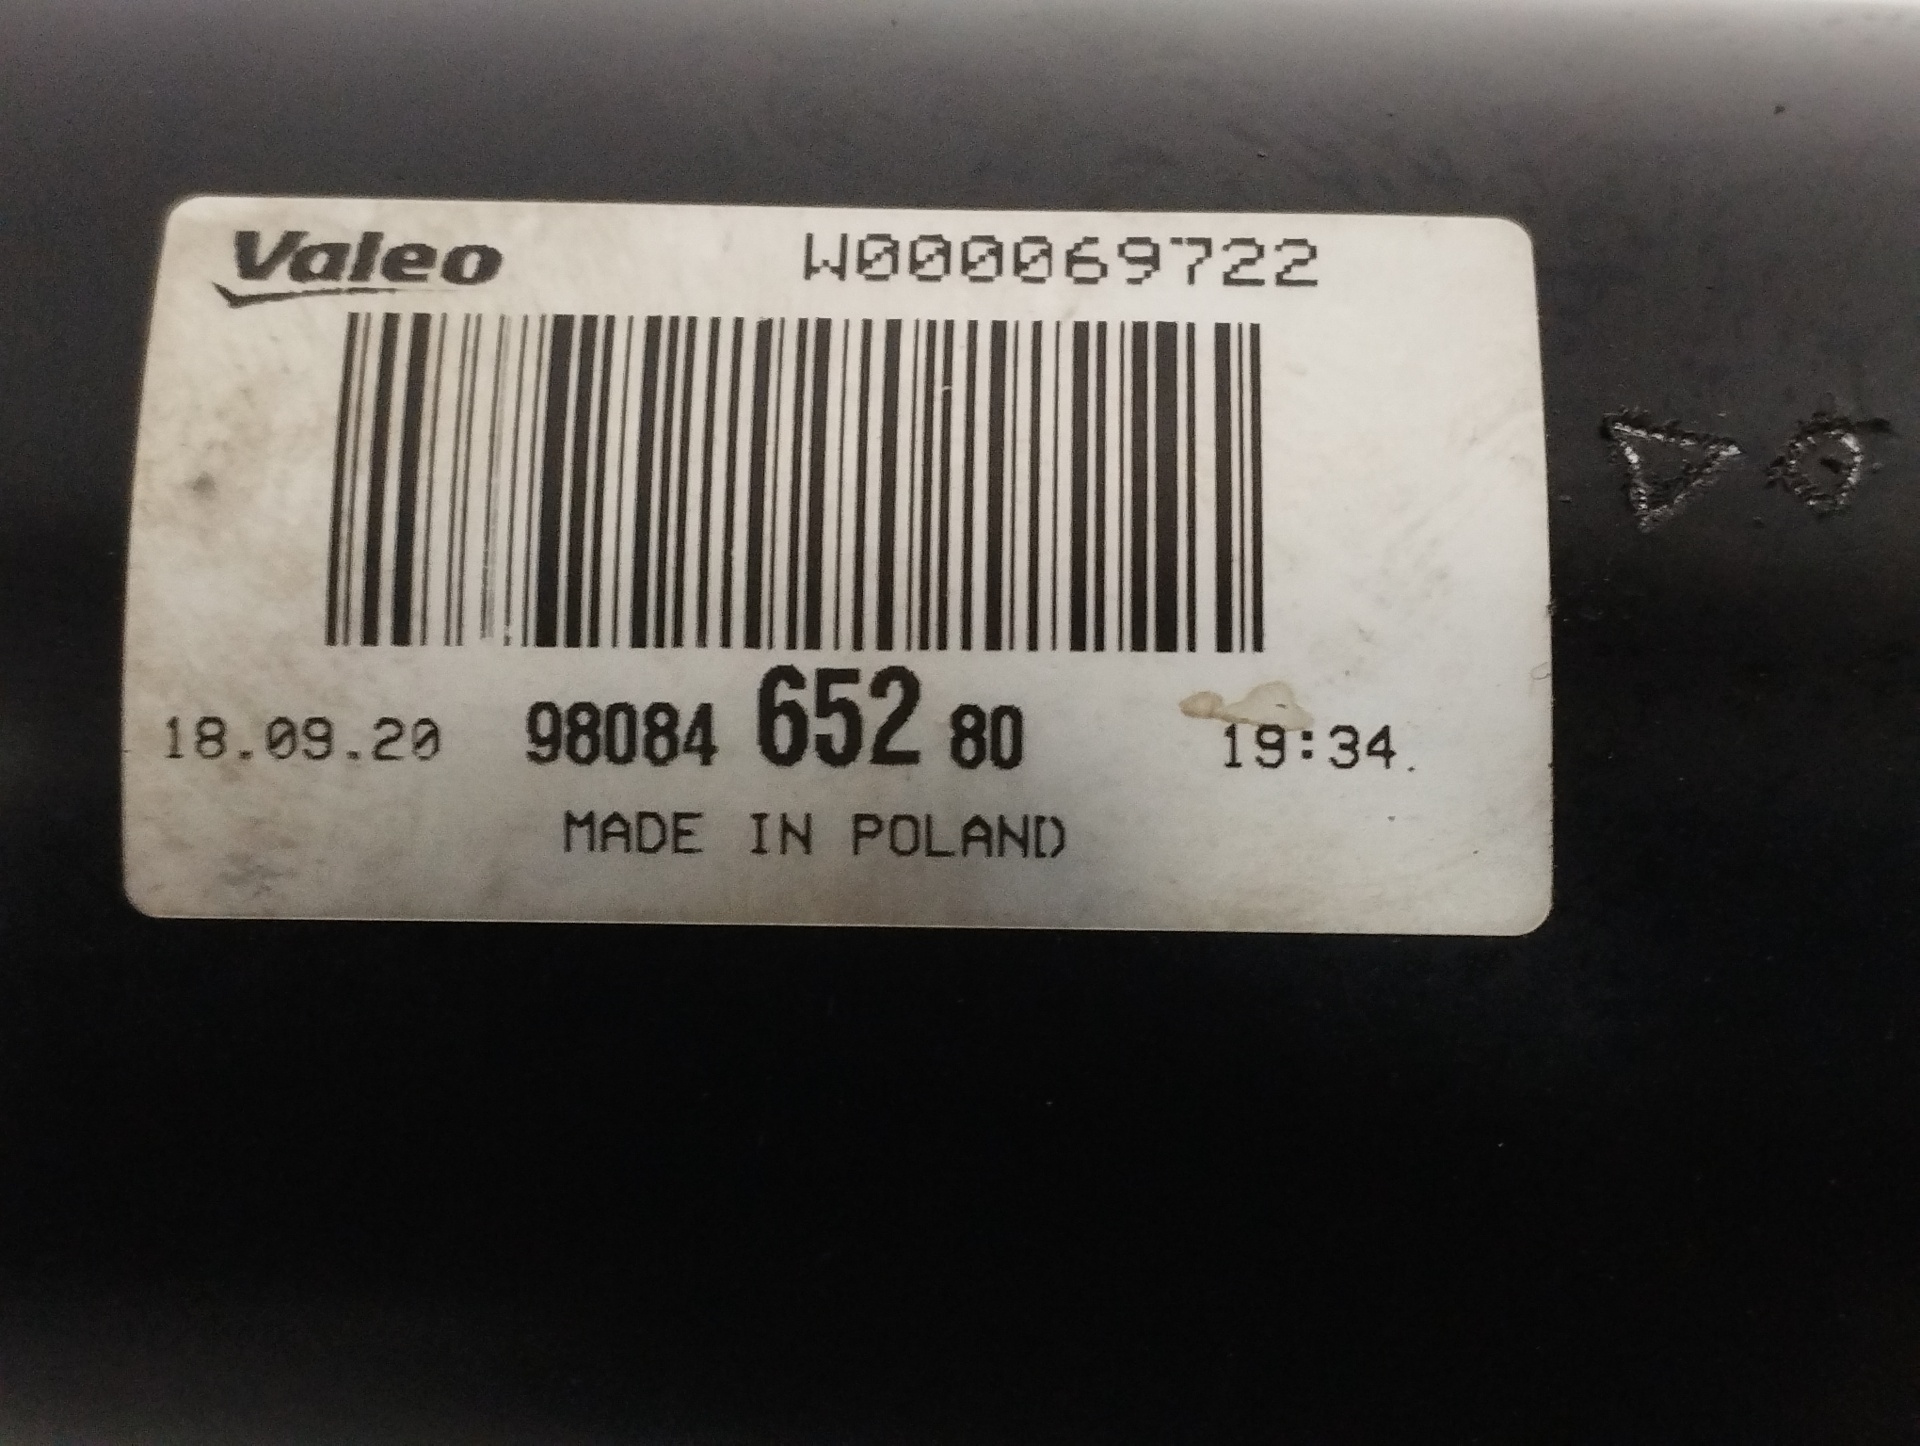 Valeo W000069722
18.09.20 98084 652 80 19:34.
MADE IN POLAND